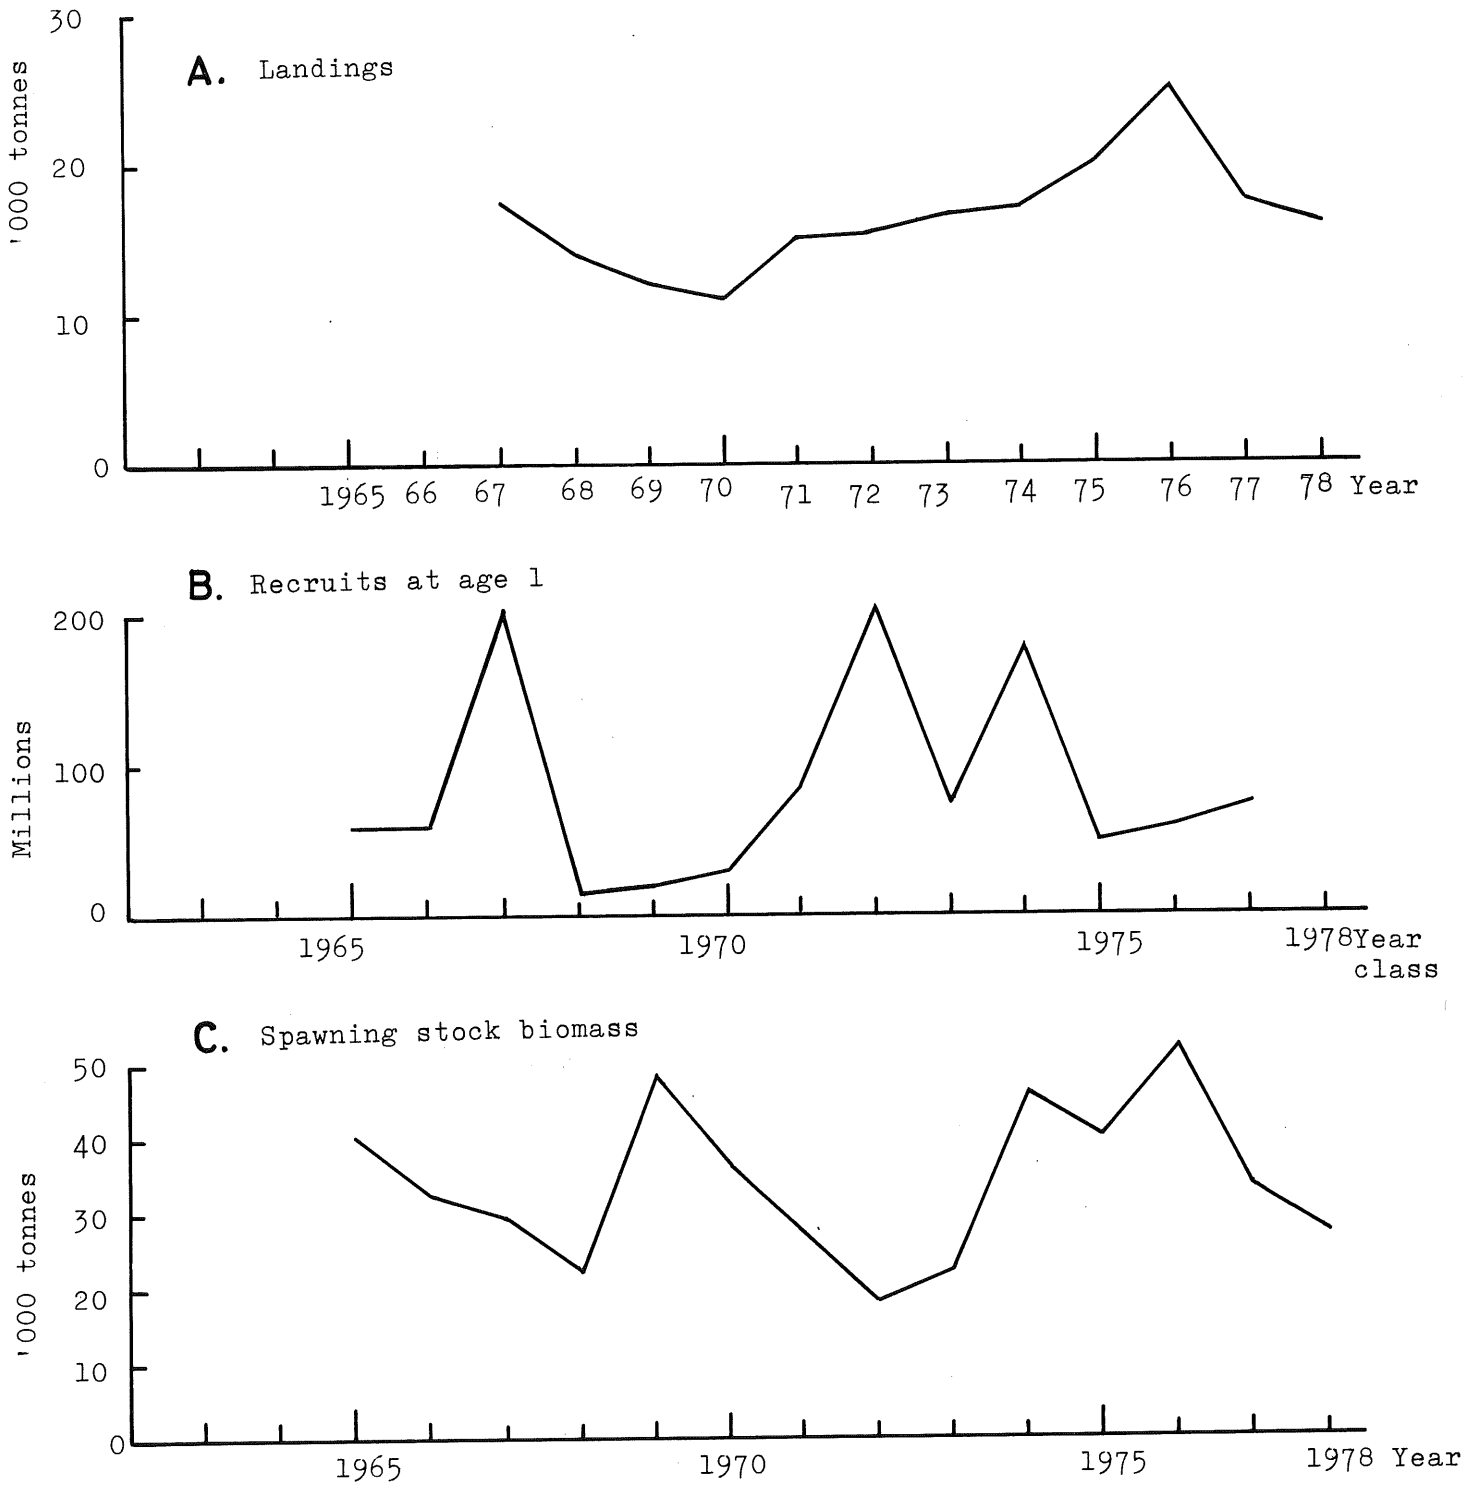 30
A. Landings
'000 tonnes
20
10
0
1965 66 67 68 69 70 71 72 73 74 75 76 77 78 Year
B. Recruits at age 1
200
Millions
100
0
1965 1970 1975 1978 Year
class
C. Spawning stock biomass
50
40
'000 tonnes
30
20
10
0
1965 1970 1975 1978 Year